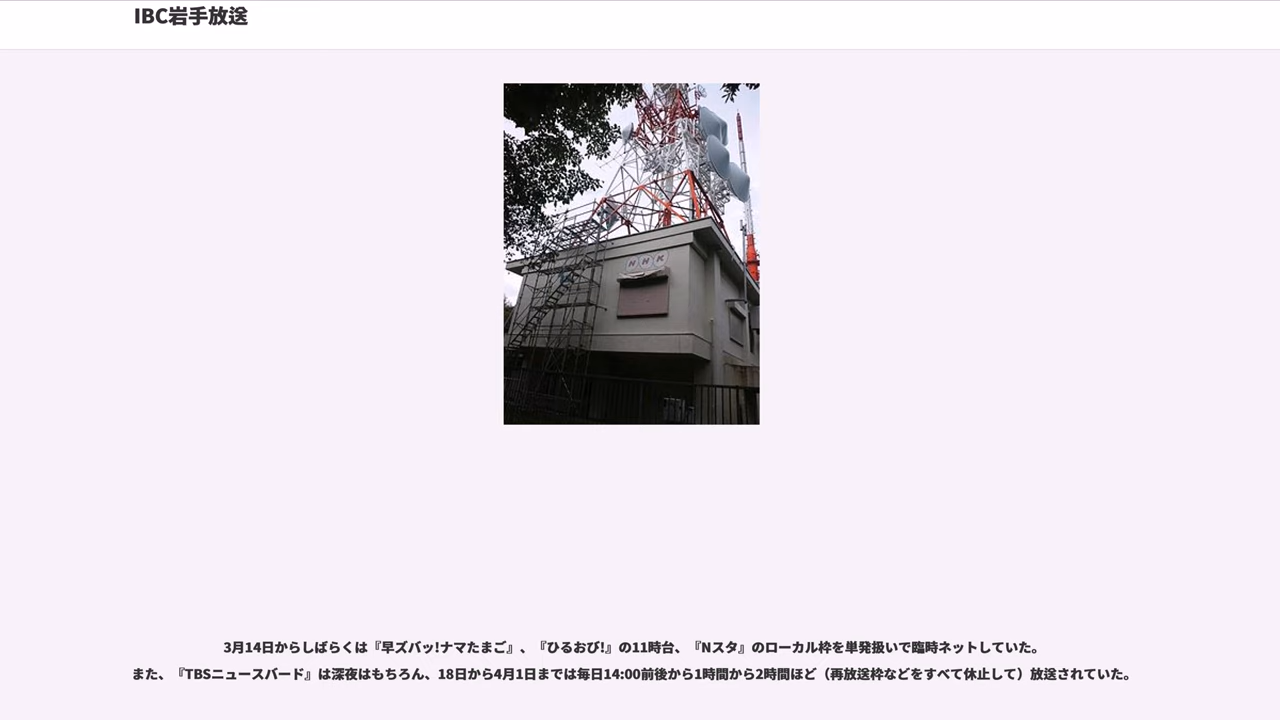 IBC岩手放送
NHK
3月14日からしばらくは『早ズバッ!ナマたまご』、『ひるおび!』の11時台、『Nスタ』のローカル枠を単発扱いで臨時ネットしていた。
また、『TBSニュースバード』は深夜はもちろん、18日から4月1日までは毎日14:00前後から1時間から2時間ほど（再放送枠などをすべて休止して）放送されていた。